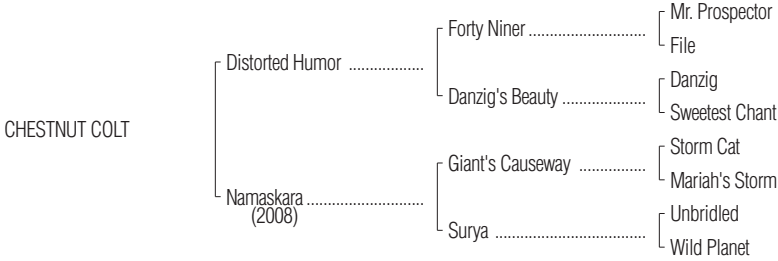 Mr. Prospector
Forty Niner ......................................
File
Distorted Humor ..................
Danzig
Danzig's Beauty ...........................
Sweetest Chant
CHESTNUT COLT
Storm Cat
Giant's Causeway .....................
Mariah's Storm
Namaskara ............................
(2008)
Unbridled
Surya ................................................
Wild Planet